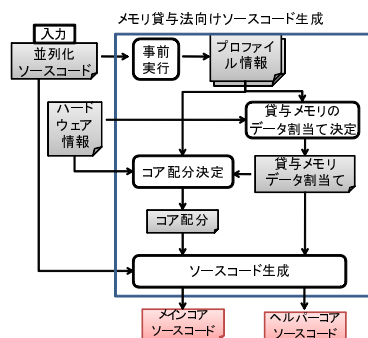 メモリ貸与法向けソースコード生成
入力
並列化
ソースコード
事前
実行
プロファイ
ル情報
ハード
ウェア
情報
貸与メモリの
データ割当て決定
コア配分決定
貸与メモリ
データ割当て
コア配分
ソースコード生成
メインコア
ソースコード
ヘルパーコア
ソースコード